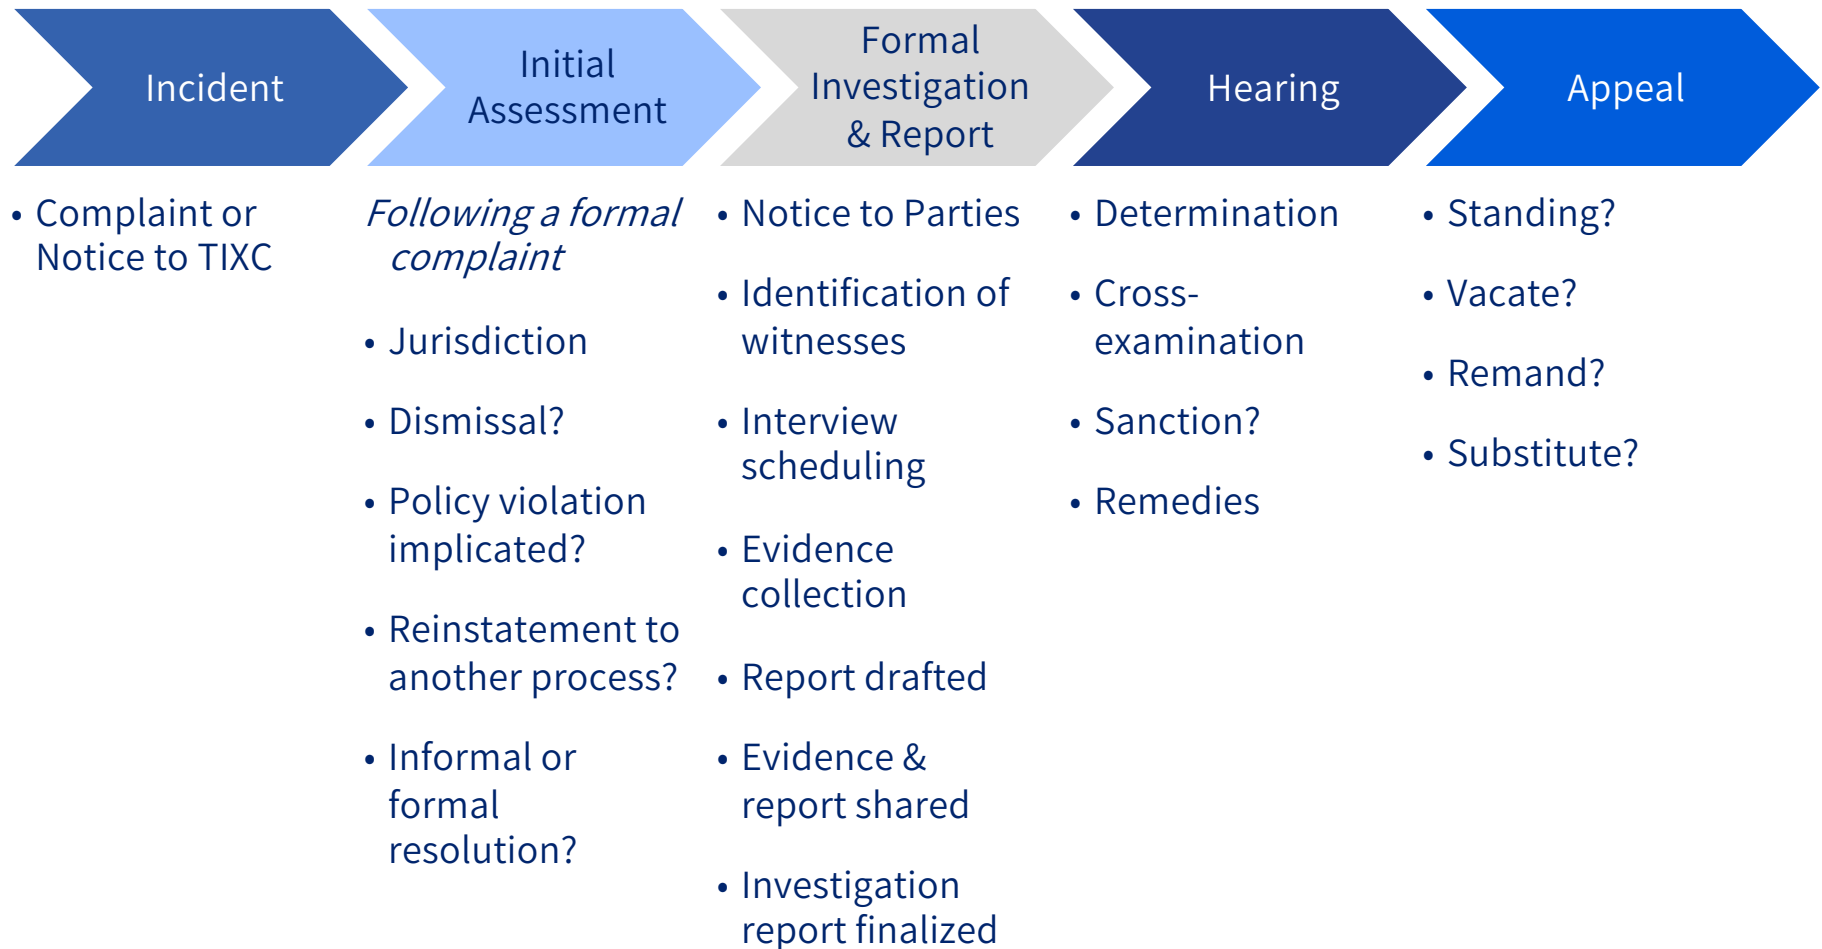 Incident
Initial
Assessment
Formal
Investigation
& Report
Hearing
Appeal
• Complaint or
Notice to TIXC
Following a formal
complaint
• Jurisdiction
• Dismissal?
• Policy violation
implicated?
• Reinstatement to
another process?
• Informal or
formal
resolution?
• Notice to Parties
• Identification of
witnesses
• Interview
scheduling
• Evidence
collection
• Report drafted
• Evidence &
report shared
• Investigation
report finalized
• Determination
• Cross-
examination
• Sanction?
• Remedies
• Standing?
• Vacate?
• Remand?
• Substitute?